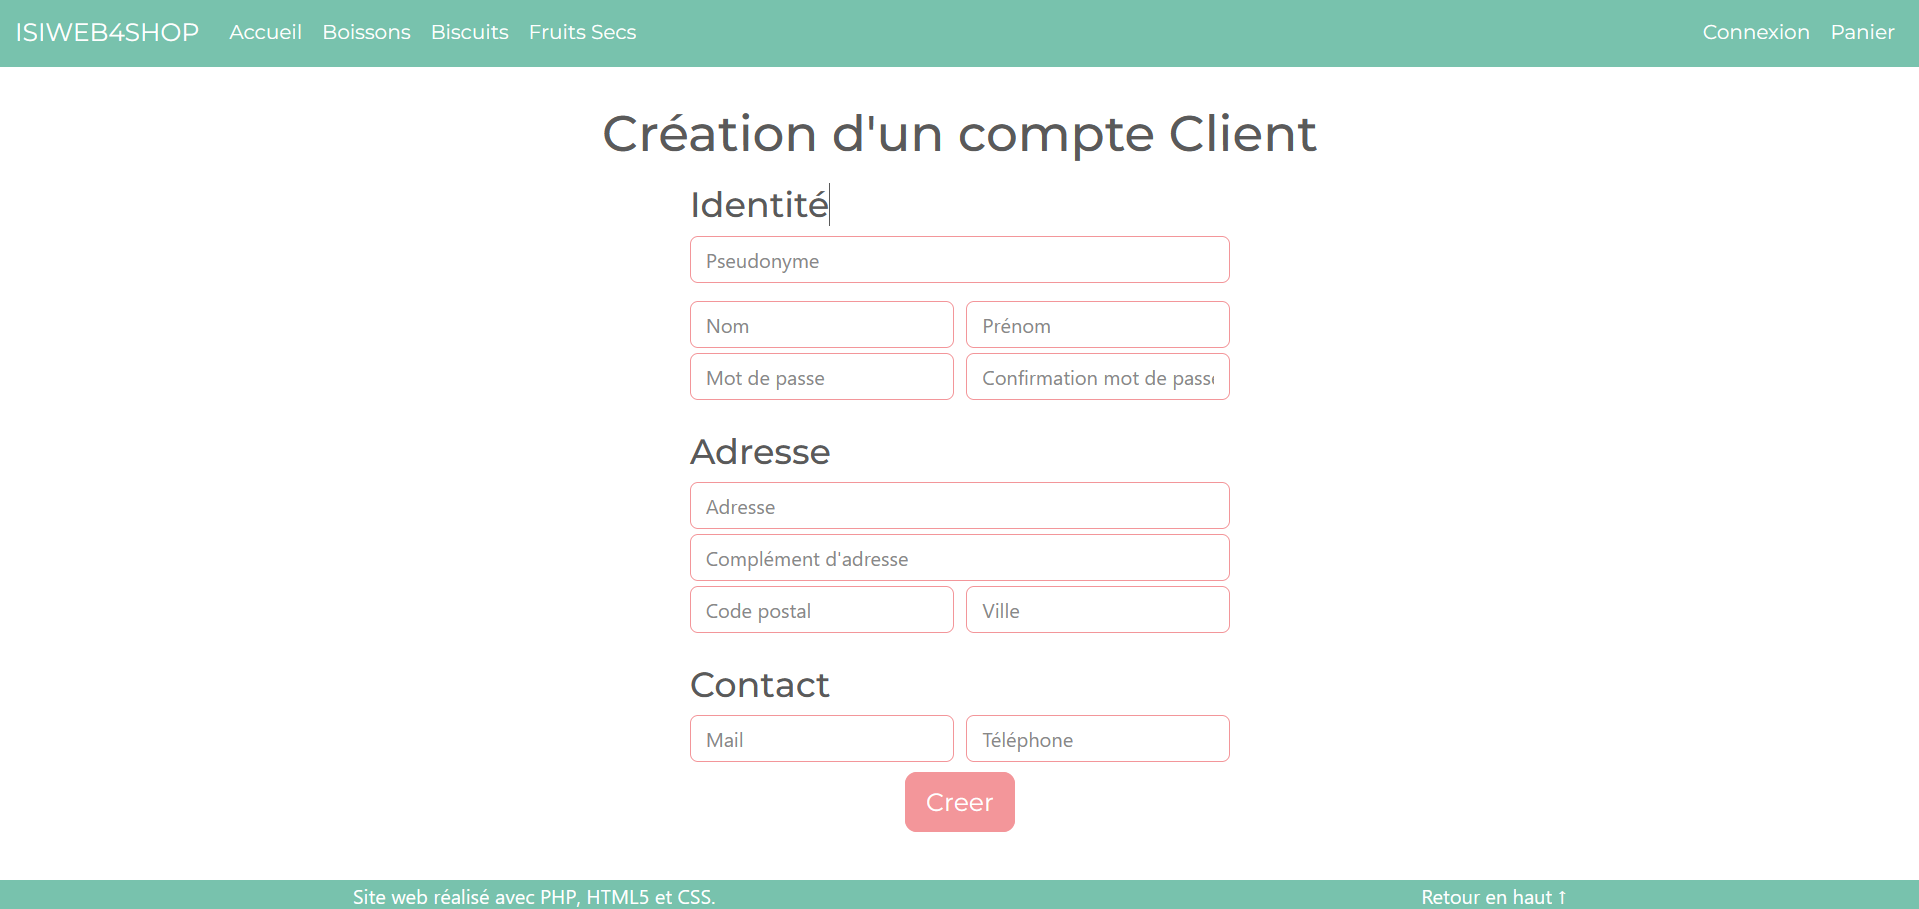 ISIWEB4SHOP Accueil Boissons Biscuits Fruits Secs Connexion Panier
Création d'un compte Client
Identité
Pseudonyme
Nom Prénom
Mot de passe Confirmation mot de passe
Adresse
Adresse
Complément d'adresse
Code postal Ville
Contact
Mail Téléphone
Creer
Site web réalisé avec PHP, HTML5 et CSS. Retour en haut ↑